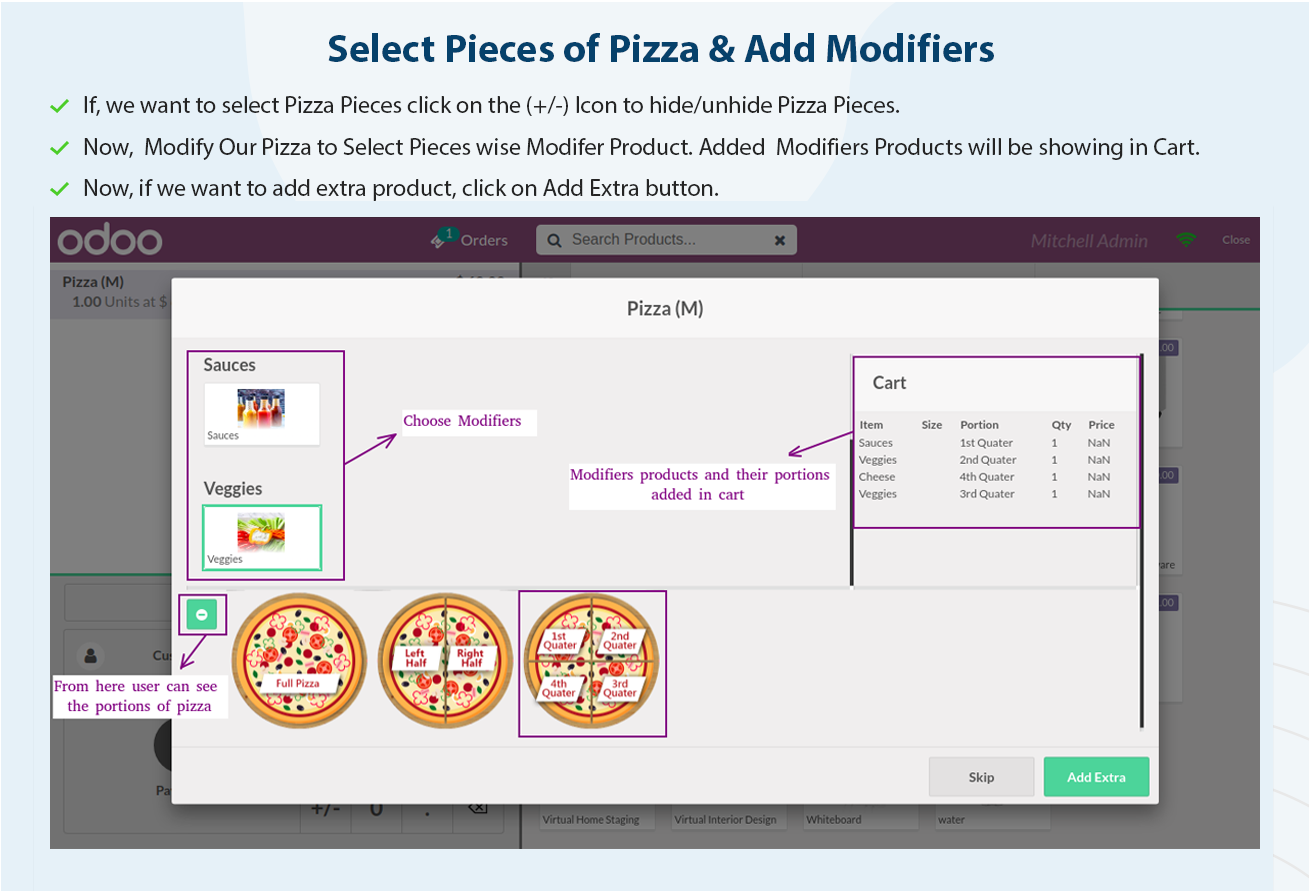 Select Pieces of Pizza & Add Modifiers
If, we want to select Pizza Pieces click on the (+/-) Icon to hide/unhide Pizza Pieces.
Now, Modify Our Pizza to Select Pieces wise Modifer Product. Added Modifiers Products will be showing in Cart.
Now, if we want to add extra product, click on Add Extra button.
odoo
1 Orders
Search Products...
Mitchell Admin
Close
Pizza (M)
1.00 Units at $
Pizza (M)
Sauces
Sauces
Veggies
Veggies
Choose Modifiers
Modifiers products and their portions
added in cart
Cart
Item Size Portion Qty Price
Sauces 1st Quater 1 NaN
Veggies 2nd Quater 1 NaN
Cheese 4th Quater 1 NaN
Veggies 3rd Quater 1 NaN
.00
.00
are
.00
From here user can see
the portions of pizza
Full Pizza
Left
Half
Right
Half
1st
Quater
2nd
Quater
4th
Quater
3rd
Quater
Cus
Pa
+/- 0 .
Skip
Add Extra
Virtual Home Staging
Virtual Interior Design
Whiteboard
water